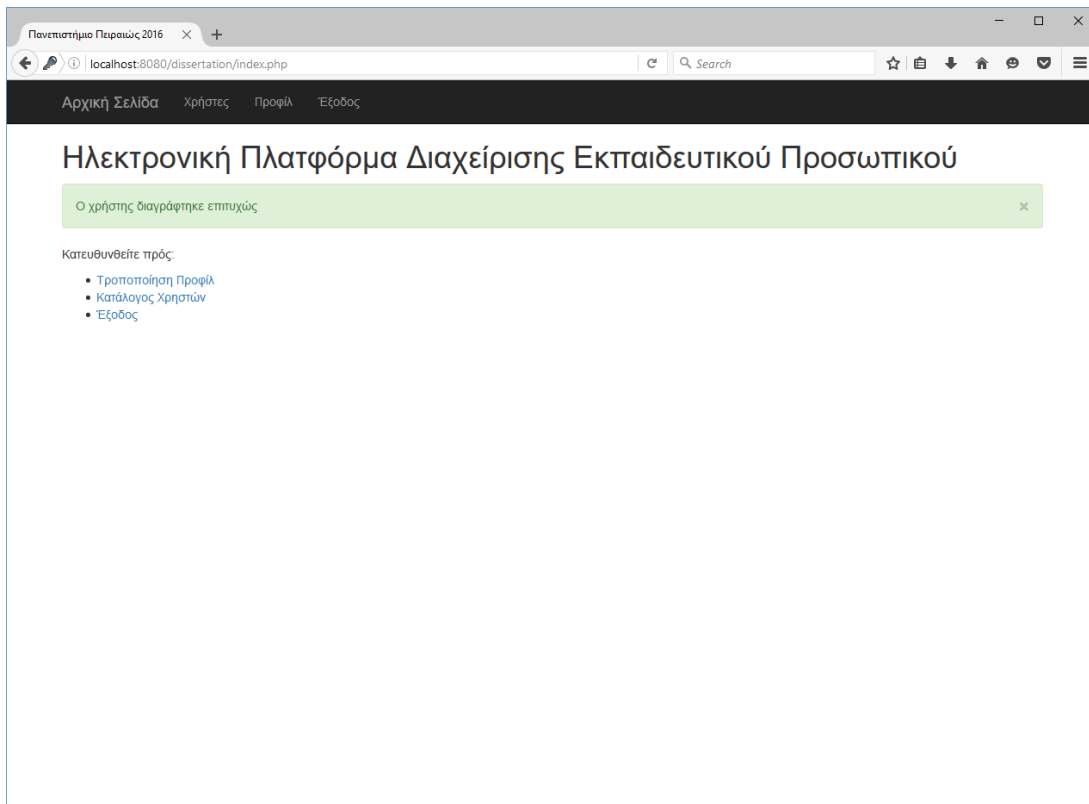 Πανεπιστήμιο Πειραιώς 2016
localhost:8080/dissertation/index.php
Search
Αρχική Σελίδα Χρήστες Προφίλ Έξοδος
Ηλεκτρονική Πλατφόρμα Διαχείρισης Εκπαιδευτικού Προσωπικού
Ο χρήστης διαγράφτηκε επιτυχώς
Κατευθυνθείτε πρός:
Τροποποίηση Προφίλ
Κατάλογος Χρηστών
Έξοδος